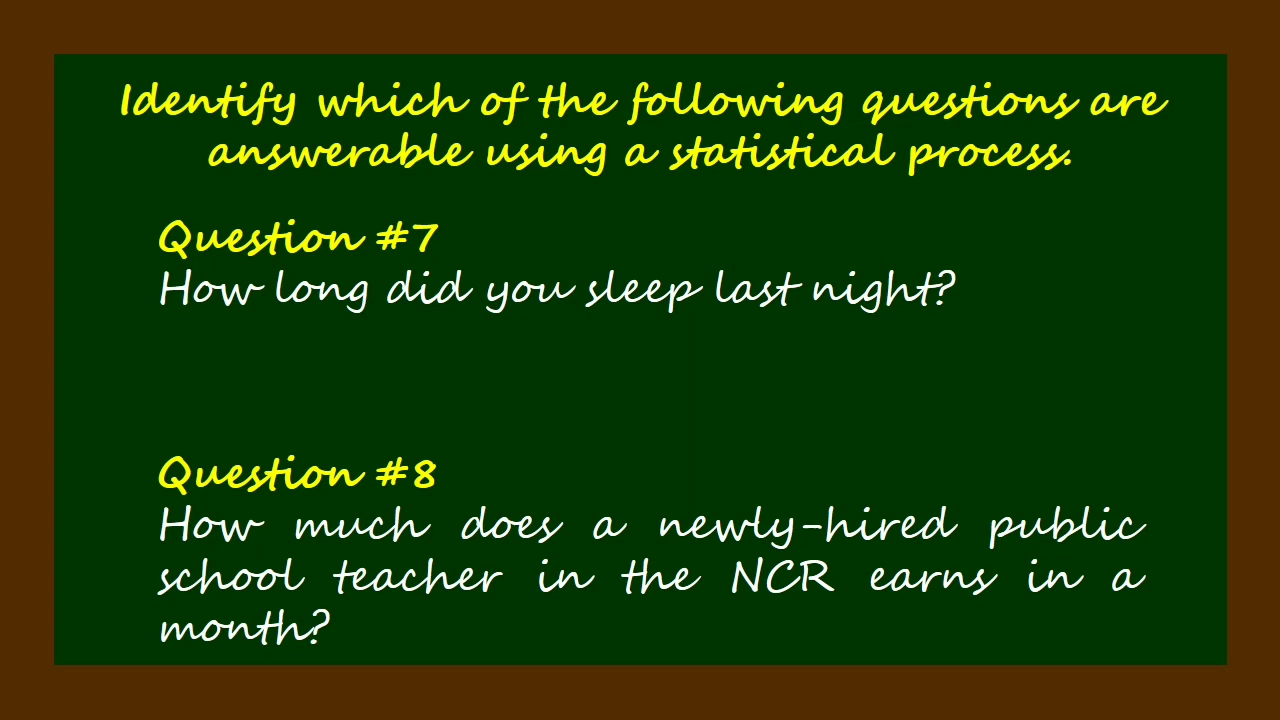 Identify which of the following questions are
answerable using a statistical process.
Question #7
How long did you sleep last night?
Question #8
How much does a newly-hired public
school teacher in the NCR earns in a
month?